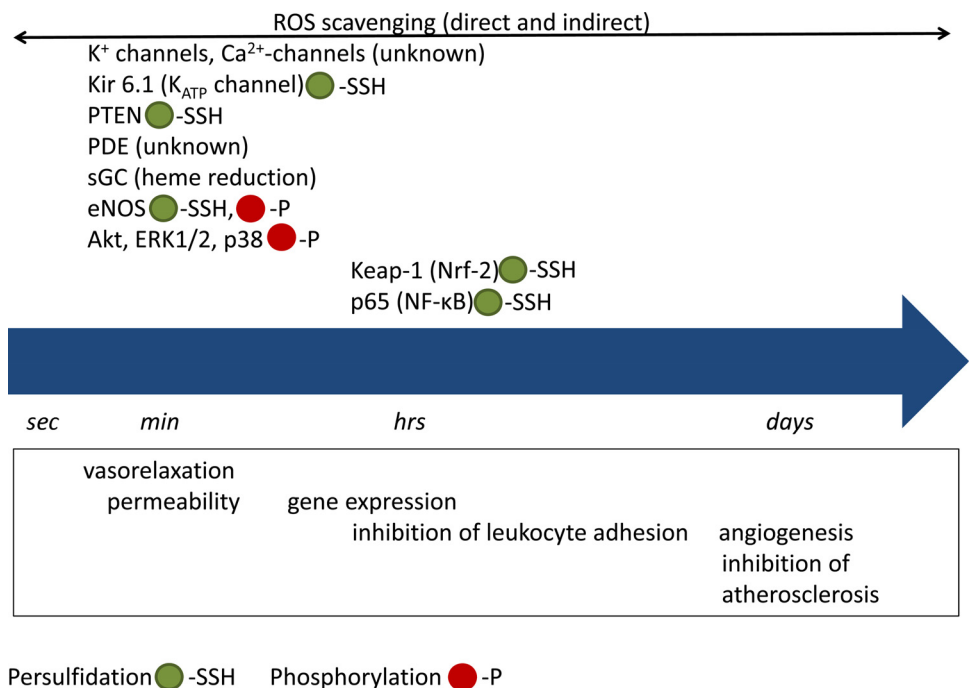 ROS scavenging (direct and indirect)
K⁺ channels, Ca²⁺-channels (unknown)
Kir 6.1 (K_ATP channel) -SSH
PTEN -SSH
PDE (unknown)
sGC (heme reduction)
eNOS -SSH, -P
Akt, ERK1/2, p38 -P
Keap-1 (Nrf-2) -SSH
p65 (NF-κB) -SSH
sec min hrs days
vasorelaxation
permeability gene expression
inhibition of leukocyte adhesion angiogenesis
inhibition of
atherosclerosis
Persulfidation -SSH Phosphorylation -P